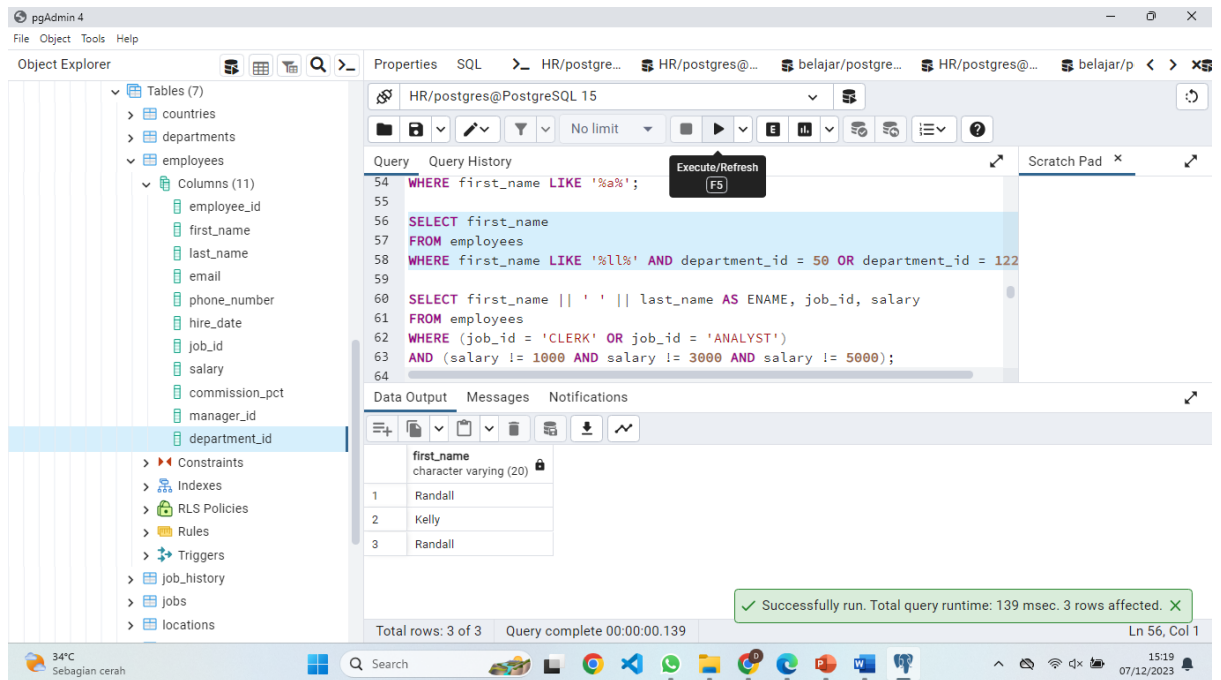 pgAdmin 4
File Object Tools Help
Object Explorer
Properties SQL HR/postgre... HR/postgres@... belajar/postgre... HR/postgres@... belajar/p
Tables (7)
countries
departments
employees
Columns (11)
employee_id
first_name
last_name
email
phone_number
hire_date
job_id
salary
commission_pct
manager_id
department_id
Constraints
Indexes
RLS Policies
Rules
Triggers
job_history
jobs
locations
HR/postgres@PostgreSQL 15
No limit
E
Query Query History
Execute/Refresh
F5
Scratch Pad
54 WHERE first_name LIKE '%a%';
55
56 SELECT first_name
57 FROM employees
58 WHERE first_name LIKE '%ll%' AND department_id = 50 OR department_id = 122
59
60 SELECT first_name || ' ' || last_name AS ENAME, job_id, salary
61 FROM employees
62 WHERE (job_id = 'CLERK' OR job_id = 'ANALYST')
63 AND (salary != 1000 AND salary != 3000 AND salary != 5000);
64
Data Output Messages Notifications
first_name
character varying (20)
1 Randall
2 Kelly
3 Randall
Successfully run. Total query runtime: 139 msec. 3 rows affected.
Total rows: 3 of 3 Query complete 00:00:00.139 Ln 56, Col 1
34°C
Sebagian cerah
Search
15:19
07/12/2023